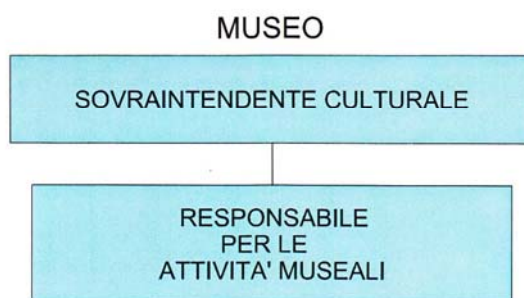 MUSEO
SOVRAINTENDENTE CULTURALE
RESPONSABILE
PER LE
ATTIVITA' MUSEALI